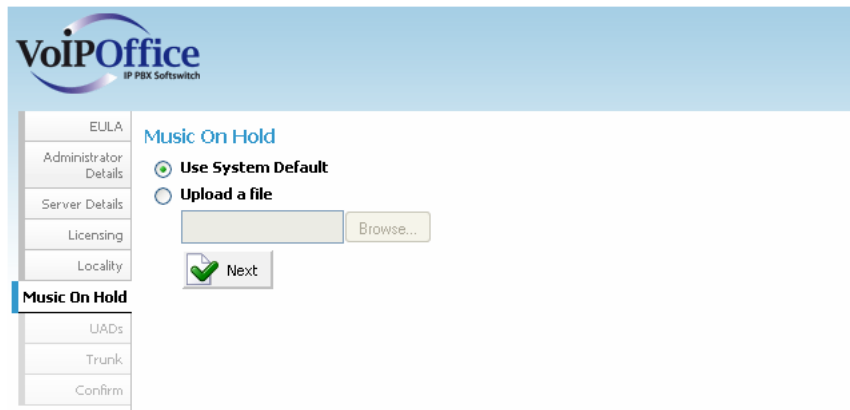 VoIPOffice
IP PBX Softswitch
EULA
Administrator
Details
Server Details
Licensing
Locality
Music On Hold
UADs
Trunk
Confirm
Music On Hold
Use System Default
Upload a file
Browse...
Next